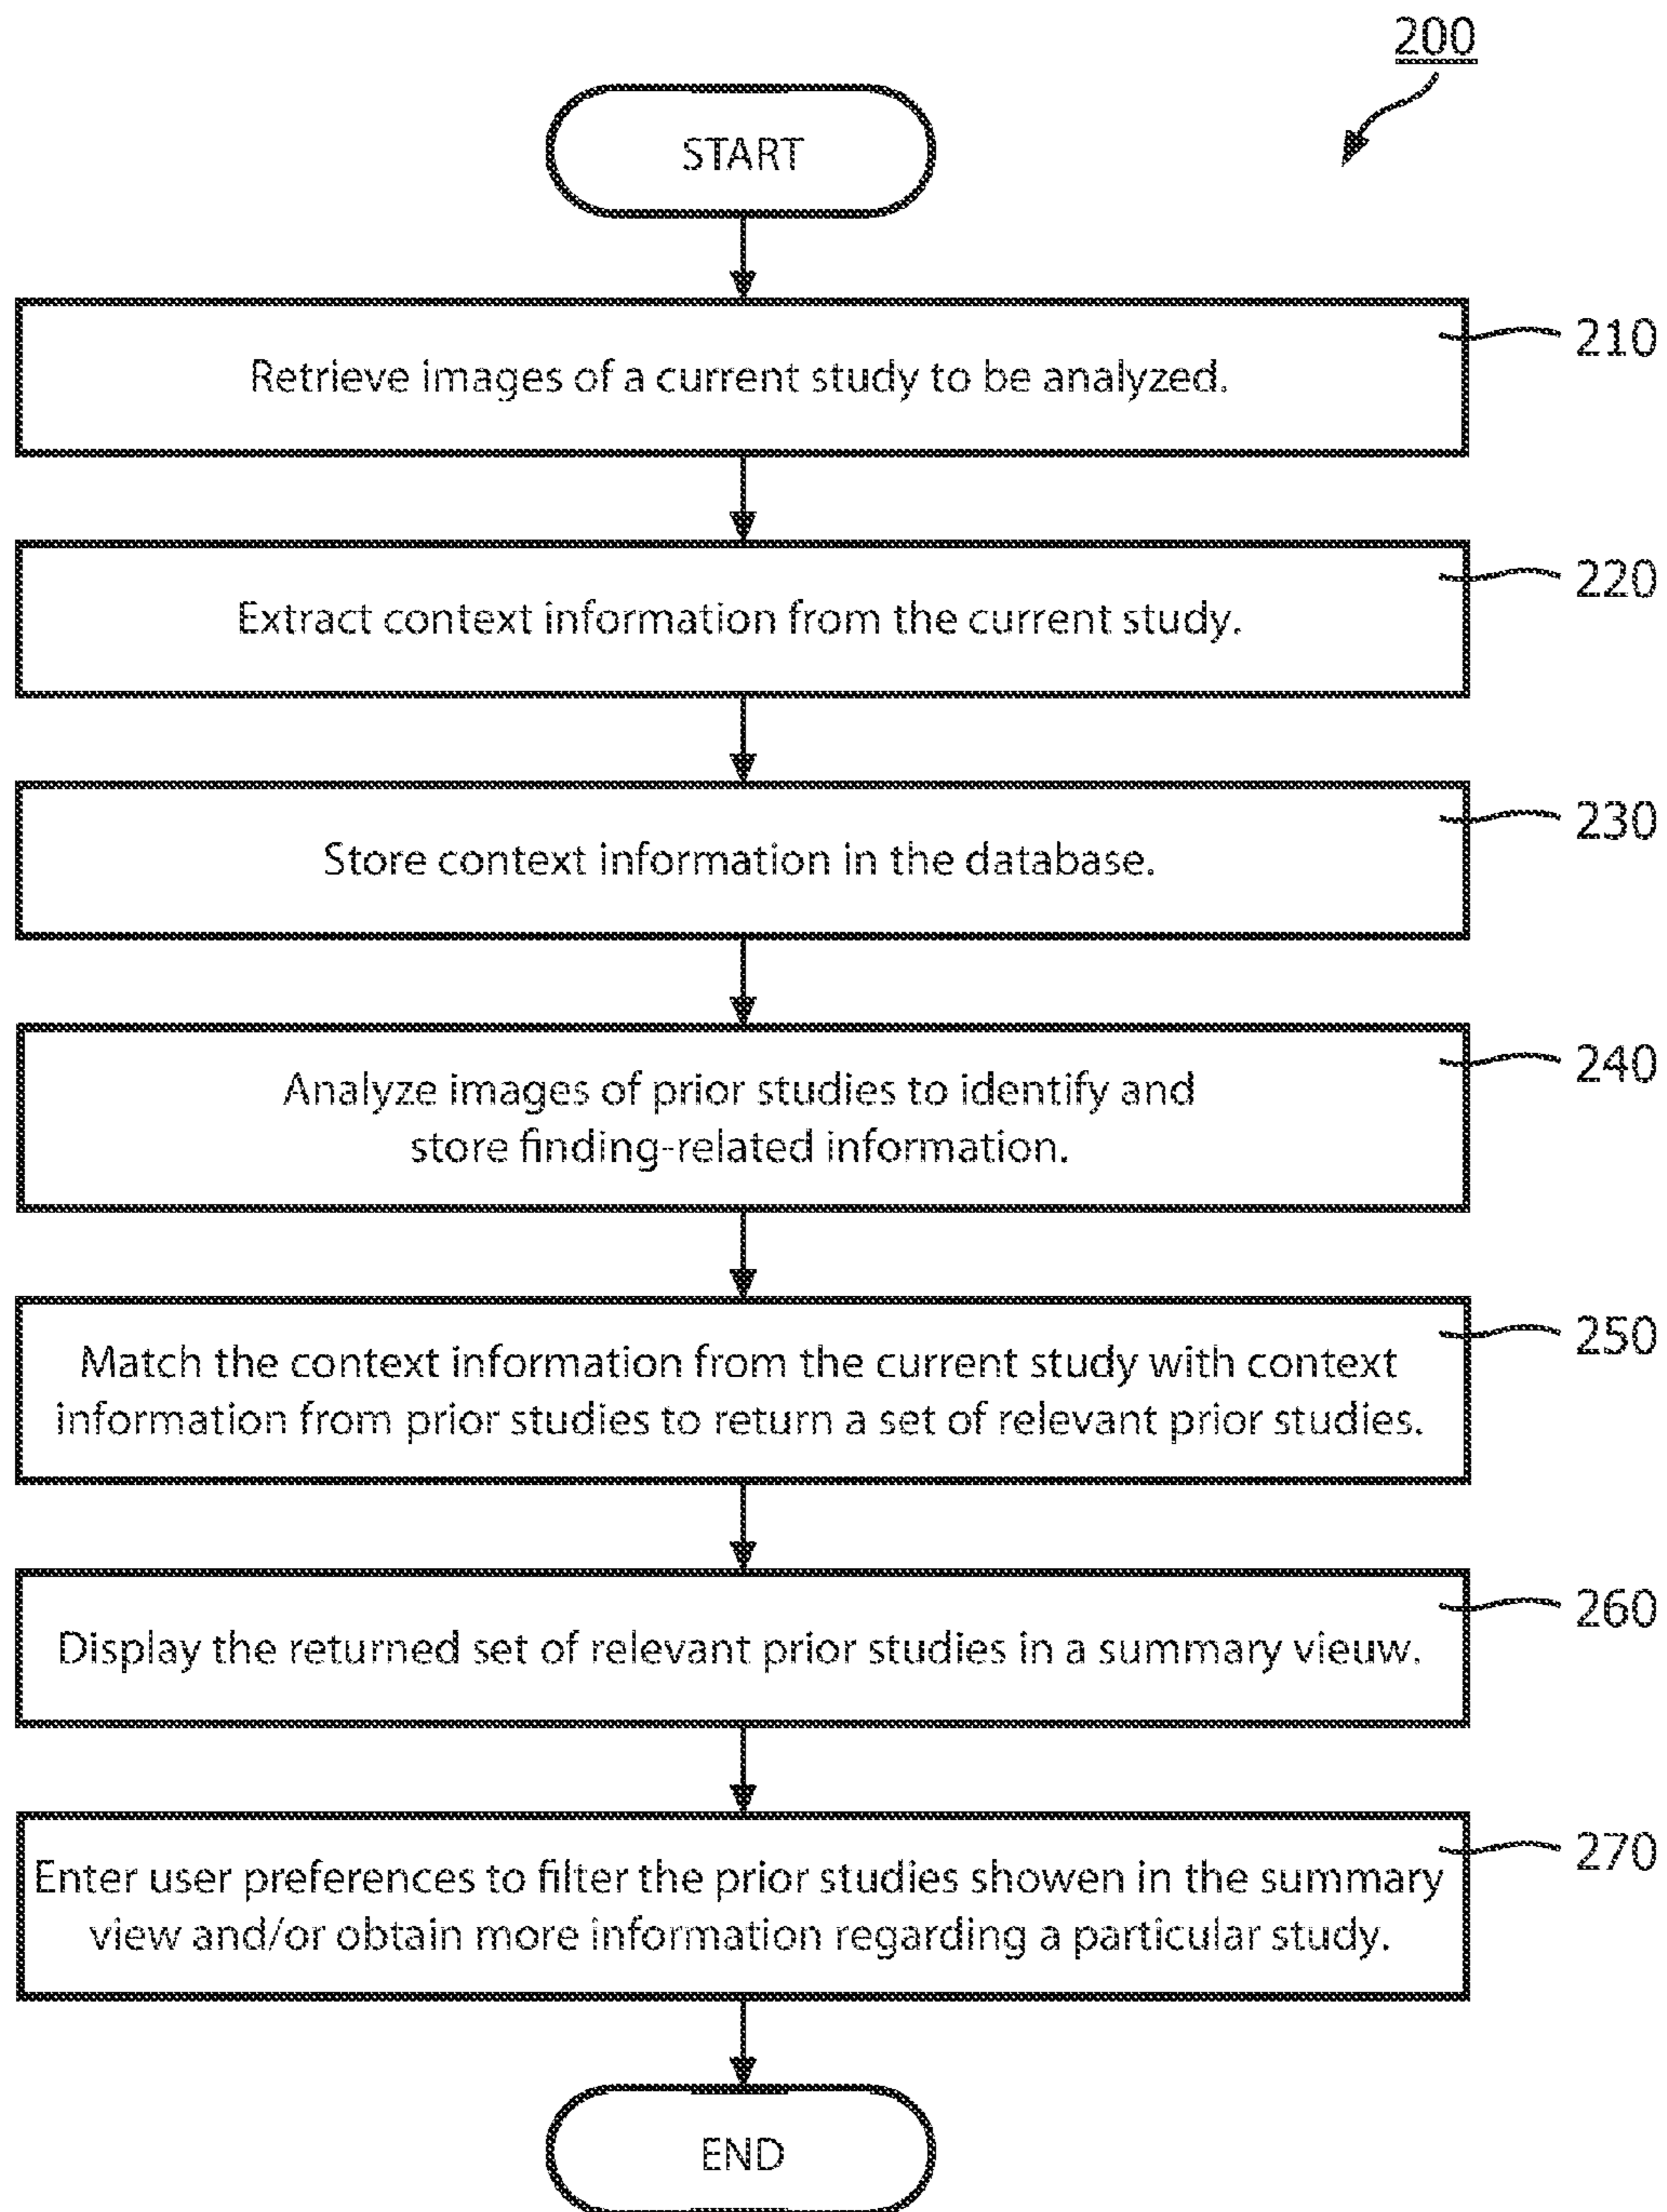 200
START
Retrieve images of a current study to be analyzed.
210
Extract context information from the current study.
220
Store context information in the database.
230
Analyze images of prior studies to identify and
store finding-related information.
240
Match the context information from the current study with context
information from prior studies to return a set of relevant prior studies.
250
Display the returned set of relevant prior studies in a summary vieuw.
260
Enter user preferences to filter the prior studies showen in the summary
view and/or obtain more information regarding a particular study.
270
END